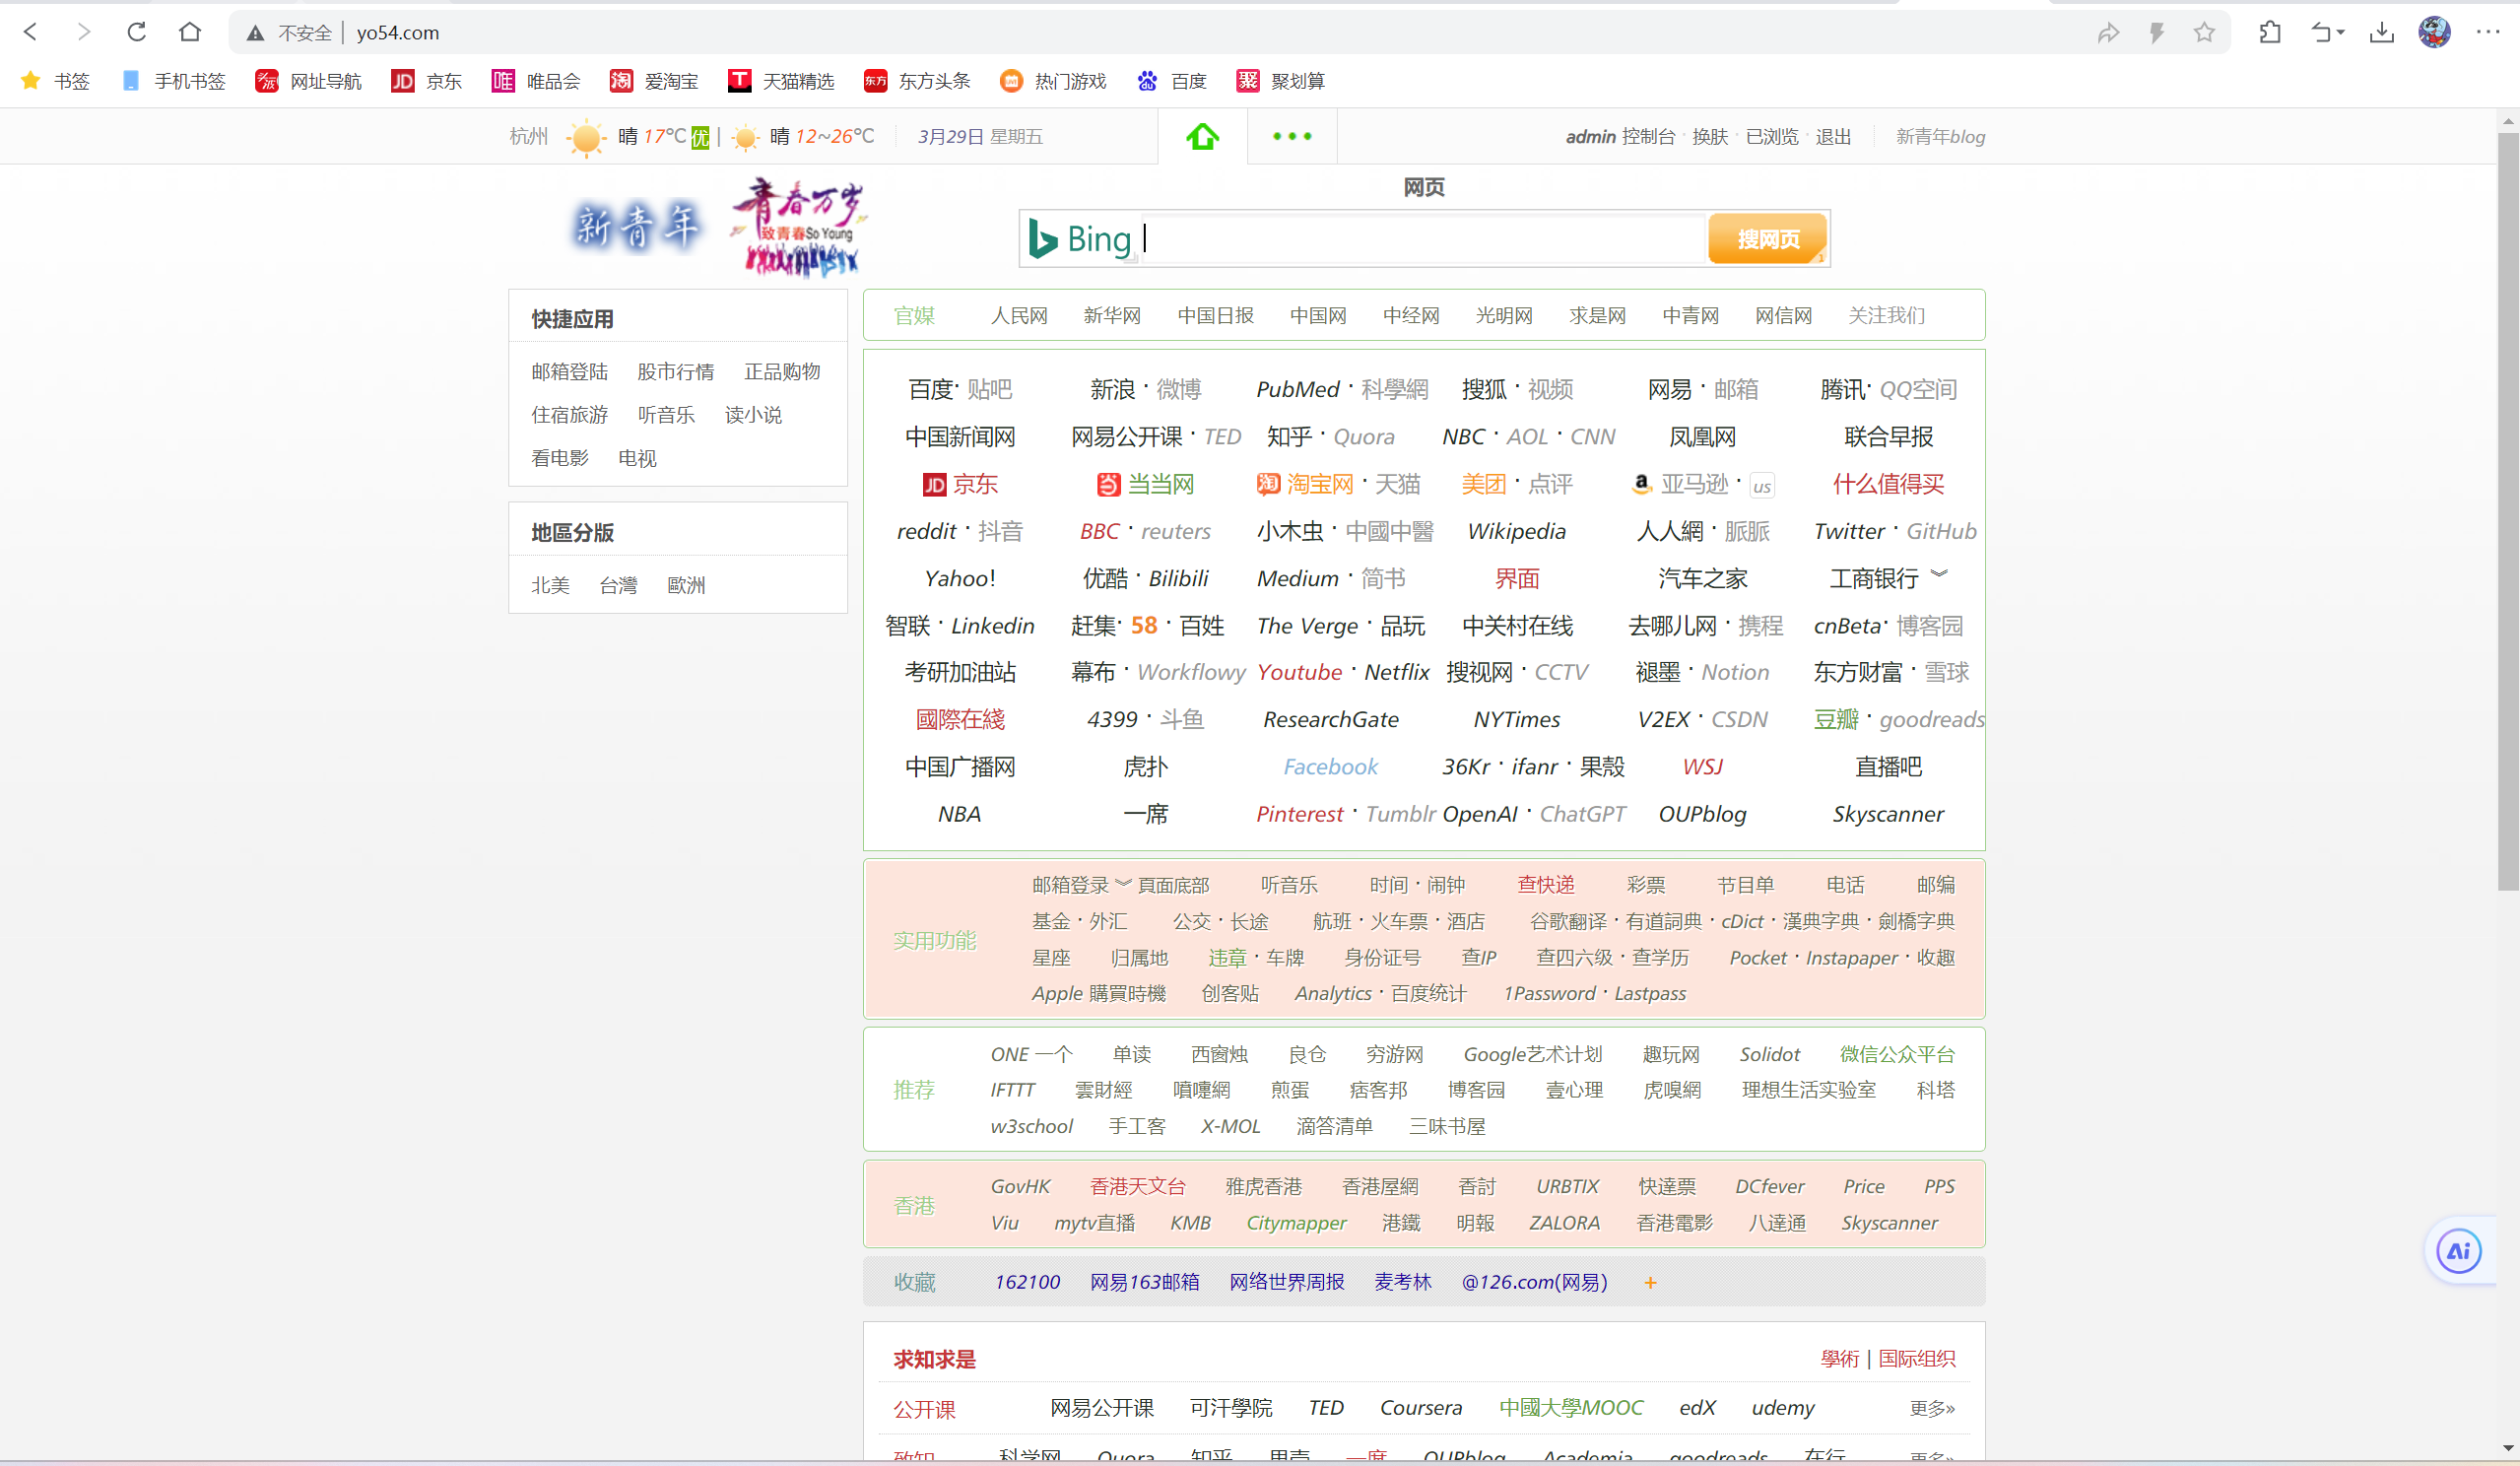 不安全 yo54.com
书签 手机书签 网址导航 京东 唯品会 爱淘宝 天猫精选 东方头条 热门游戏 百度 聚划算
杭州 晴 17℃ 优 | 晴 12~26℃ 3月29日 星期五 admin 控制台 · 换肤 · 已浏览 · 退出 新青年blog
新青年 青春万岁 致青春So Young
网页
Bing 搜网页
快捷应用
邮箱登陆 股市行情 正品购物
住宿旅游 听音乐 读小说
看电影 电视
地區分版
北美 台灣 歐洲
官媒 人民网 新华网 中国日报 中国网 中经网 光明网 求是网 中青网 网信网 关注我们
百度· 贴吧 新浪 · 微博 PubMed · 科學網 搜狐 · 视频 网易 · 邮箱 腾讯· QQ空间
中国新闻网 网易公开课 · TED 知乎 · Quora NBC · AOL · CNN 凤凰网 联合早报
京东 当当网 淘宝网 · 天猫 美团 · 点评 亚马逊 · us 什么值得买
reddit · 抖音 BBC · reuters 小木虫 · 中國中醫 Wikipedia 人人網 · 脈脈 Twitter · GitHub
Yahoo! 优酷 · Bilibili Medium · 简书 界面 汽车之家 工商银行 ︾
智联 · Linkedin 赶集· 58 · 百姓 The Verge · 品玩 中关村在线 去哪儿网 · 携程 cnBeta· 博客园
考研加油站 幕布 · Workflowy Youtube · Netflix 搜视网 · CCTV 褪墨 · Notion 东方财富 · 雪球
國際在綫 4399 · 斗鱼 ResearchGate NYTimes V2EX · CSDN 豆瓣 · goodreads
中国广播网 虎扑 Facebook 36Kr · ifanr · 果殼 WSJ 直播吧
NBA 一席 Pinterest · Tumblr OpenAI · ChatGPT OUPblog Skyscanner
实用功能
邮箱登录 ︾ 頁面底部 听音乐 时间 · 闹钟 查快递 彩票 节目单 电话 邮编
基金 · 外汇 公交 · 长途 航班 · 火车票 · 酒店 谷歌翻译 · 有道詞典 · cDict · 漢典字典 · 劍橋字典
星座 归属地 违章 · 车牌 身份证号 查IP 查四六级 · 查学历 Pocket · Instapaper · 收趣
Apple 購買時機 创客贴 Analytics · 百度统计 1Password · Lastpass
推荐
ONE 一个 单读 西窗烛 良仓 穷游网 Google艺术计划 趣玩网 Solidot 微信公众平台
IFTTT 雲財經 噴嚏網 煎蛋 痞客邦 博客园 壹心理 虎嗅網 理想生活实验室 科塔
w3school 手工客 X-MOL 滴答清单 三味书屋
香港
GovHK 香港天文台 雅虎香港 香港屋網 香討 URBTIX 快達票 DCfever Price PPS
Viu mytv直播 KMB Citymapper 港鐵 明報 ZALORA 香港電影 八達通 Skyscanner
收藏 162100 网易163邮箱 网络世界周报 麦考林 @126.com(网易) +
Ai
求知求是 學術 | 国际组织
公开课 网易公开课 可汗學院 TED Coursera 中國大學MOOC edX udemy 更多»
致知 科学网 Quora 知乎 果壳 一席 OUPblog Academia goodreads 在行 更多»